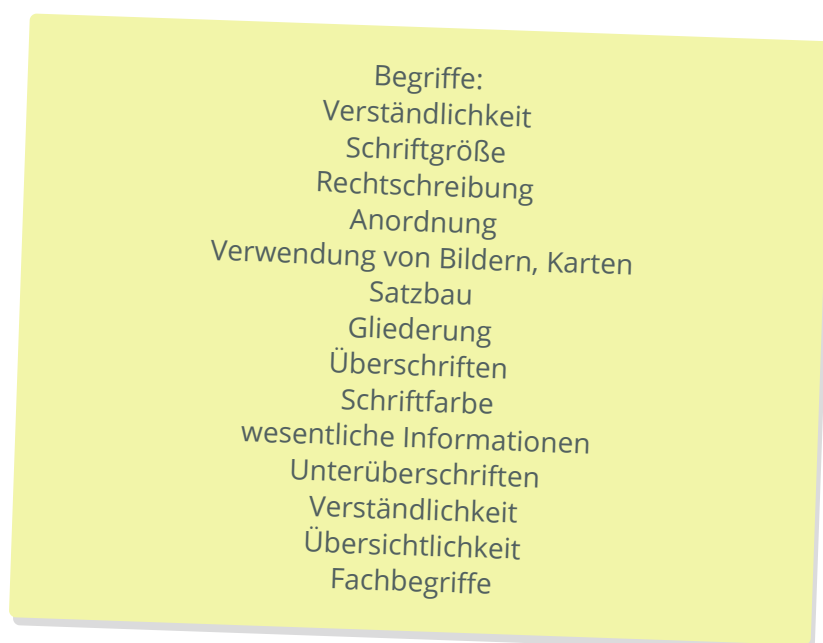 Begriffe:
Verständlichkeit
Schriftgröße
Rechtschreibung
Anordnung
Verwendung von Bildern, Karten
Satzbau
Gliederung
Überschriften
Schriftfarbe
wesentliche Informationen
Unterüberschriften
Verständlichkeit
Übersichtlichkeit
Fachbegriffe